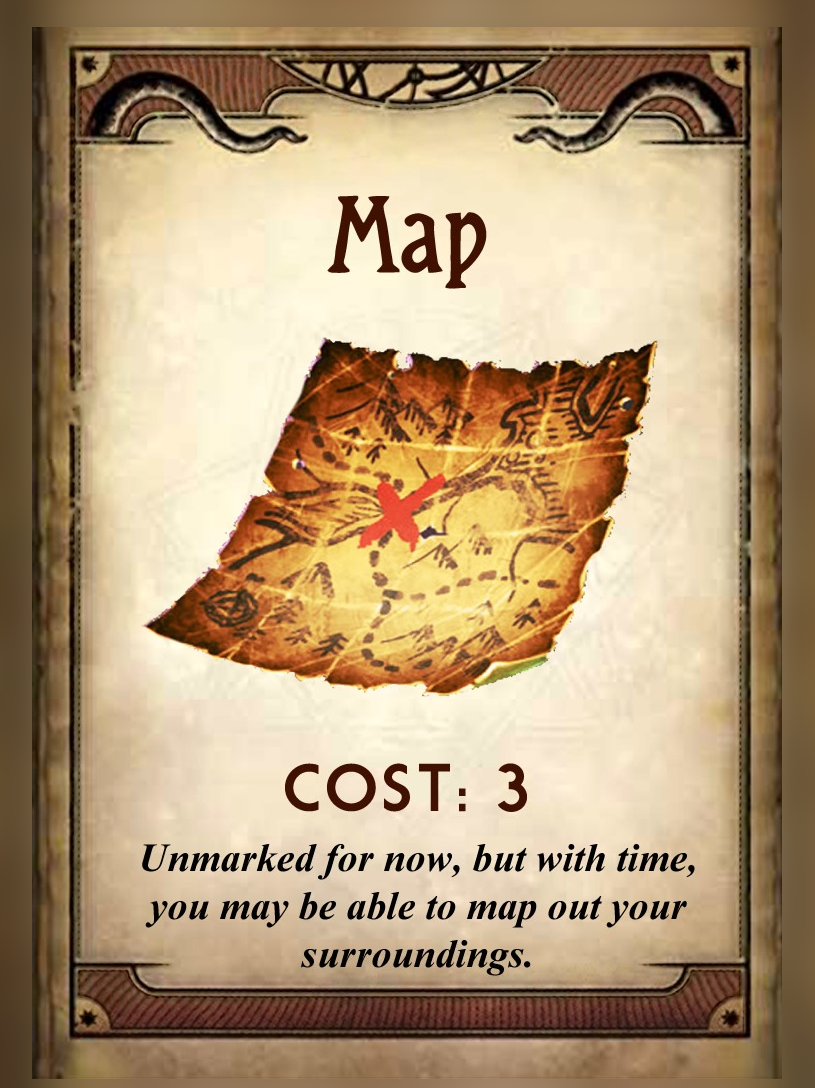 Map
COST: 3
Unmarked for now, but with time,
you may be able to map out your
surroundings.